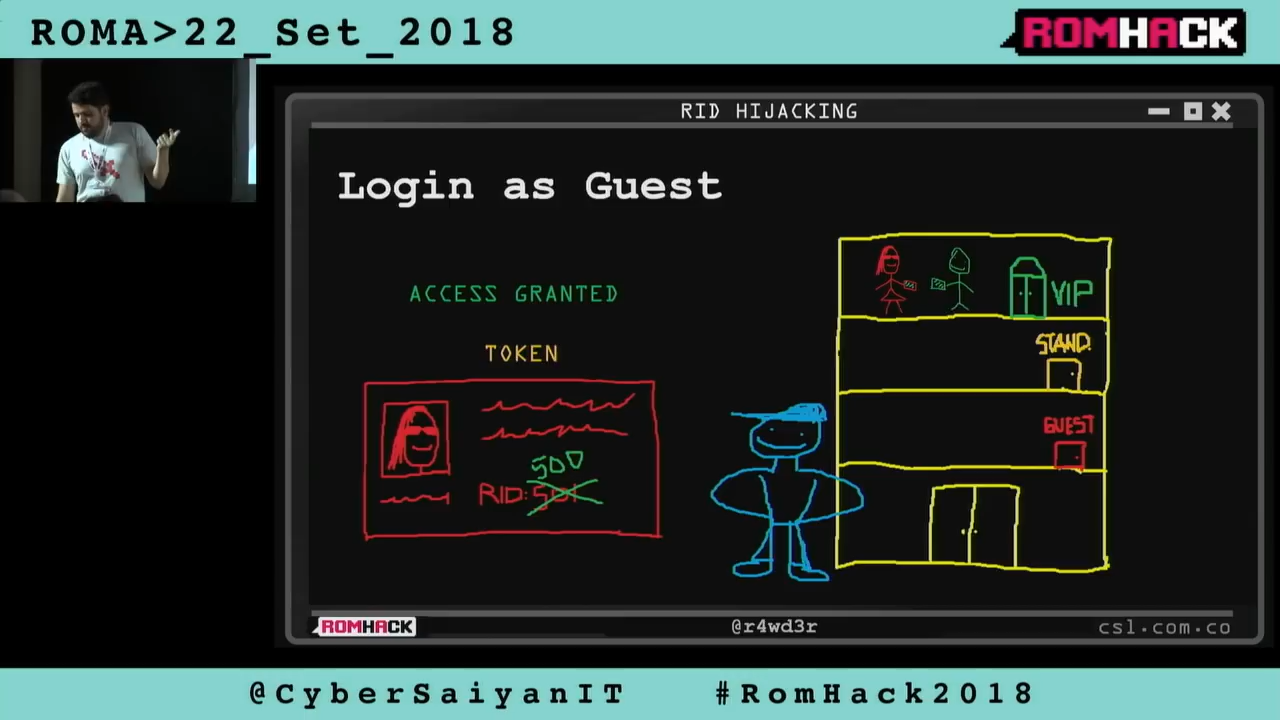 ROMA>22_Set_2018
ROMHACK
RID HIJACKING
Login as Guest
ACCESS GRANTED
TOKEN
500
RID:501
VIP
STAND.
GUEST
ROMHACK
@r4wd3r
csl.com.co
@CyberSaiyanIT #RomHack2018